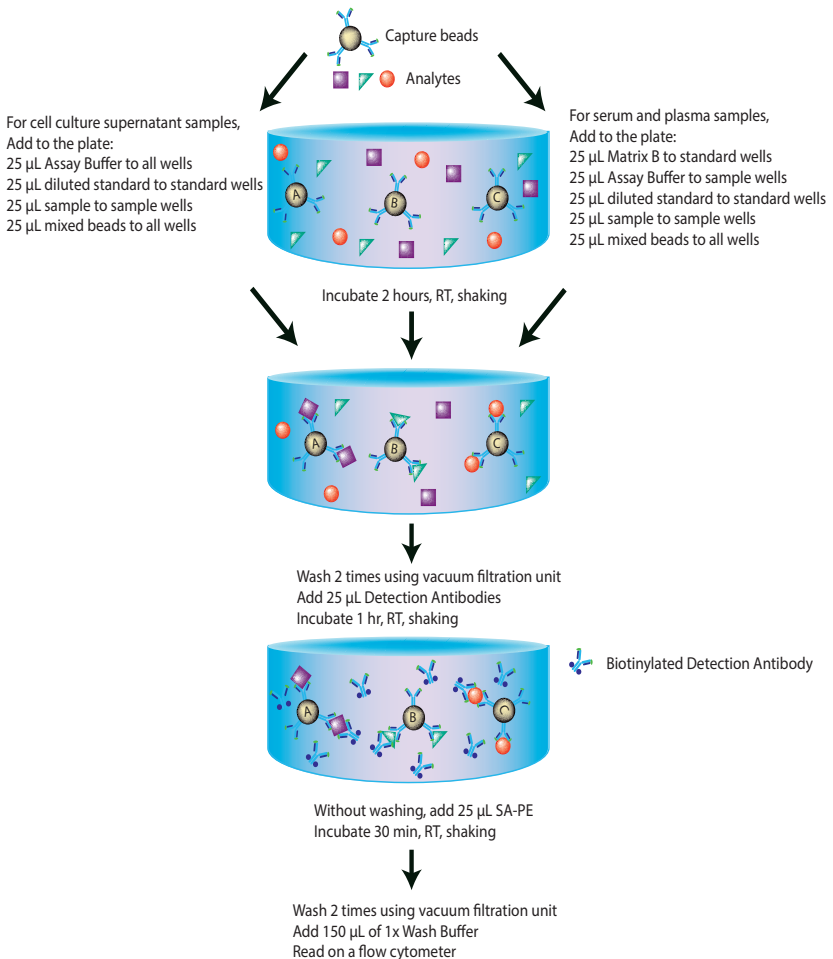 Capture beads
Analytes
For cell culture supernatant samples,
Add to the plate:
25 µL Assay Buffer to all wells
25 µL diluted standard to standard wells
25 µL sample to sample wells
25 µL mixed beads to all wells
For serum and plasma samples,
Add to the plate:
25 µL Matrix B to standard wells
25 µL Assay Buffer to sample wells
25 µL diluted standard to standard wells
25 µL sample to sample wells
25 µL mixed beads to all wells
A
B
C
Incubate 2 hours, RT, shaking
A
B
C
Wash 2 times using vacuum filtration unit
Add 25 µL Detection Antibodies
Incubate 1 hr, RT, shaking
Biotinylated Detection Antibody
A
B
C
Without washing, add 25 µL SA-PE
Incubate 30 min, RT, shaking
Wash 2 times using vacuum filtration unit
Add 150 µL of 1x Wash Buffer
Read on a flow cytometer